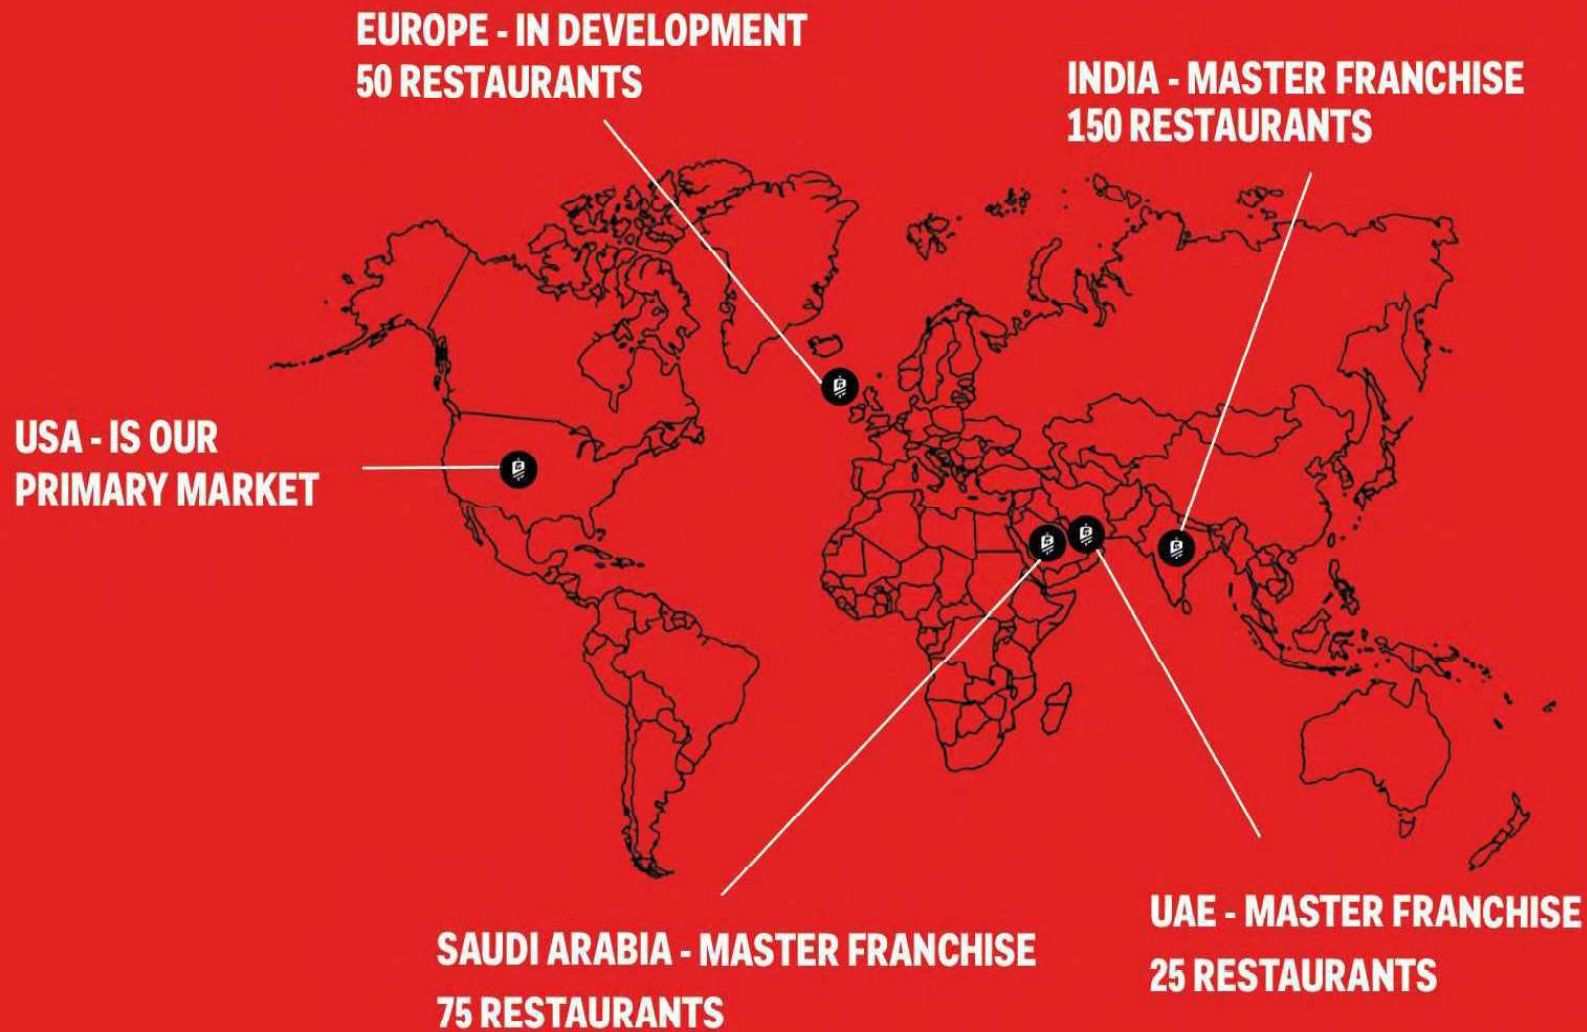 EUROPE - IN DEVELOPMENT
50 RESTAURANTS
INDIA - MASTER FRANCHISE
150 RESTAURANTS
USA - IS OUR
PRIMARY MARKET
SAUDI ARABIA - MASTER FRANCHISE
75 RESTAURANTS
UAE - MASTER FRANCHISE
25 RESTAURANTS